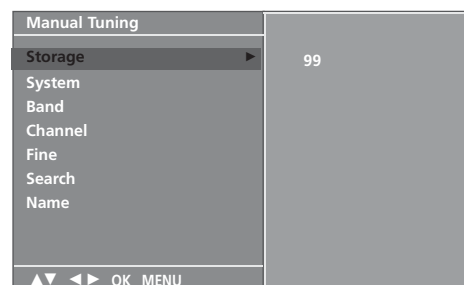 Manual Tuning
Storage ► 99
System
Band
Channel
Fine
Search
Name
▲▼ ◄► OK MENU